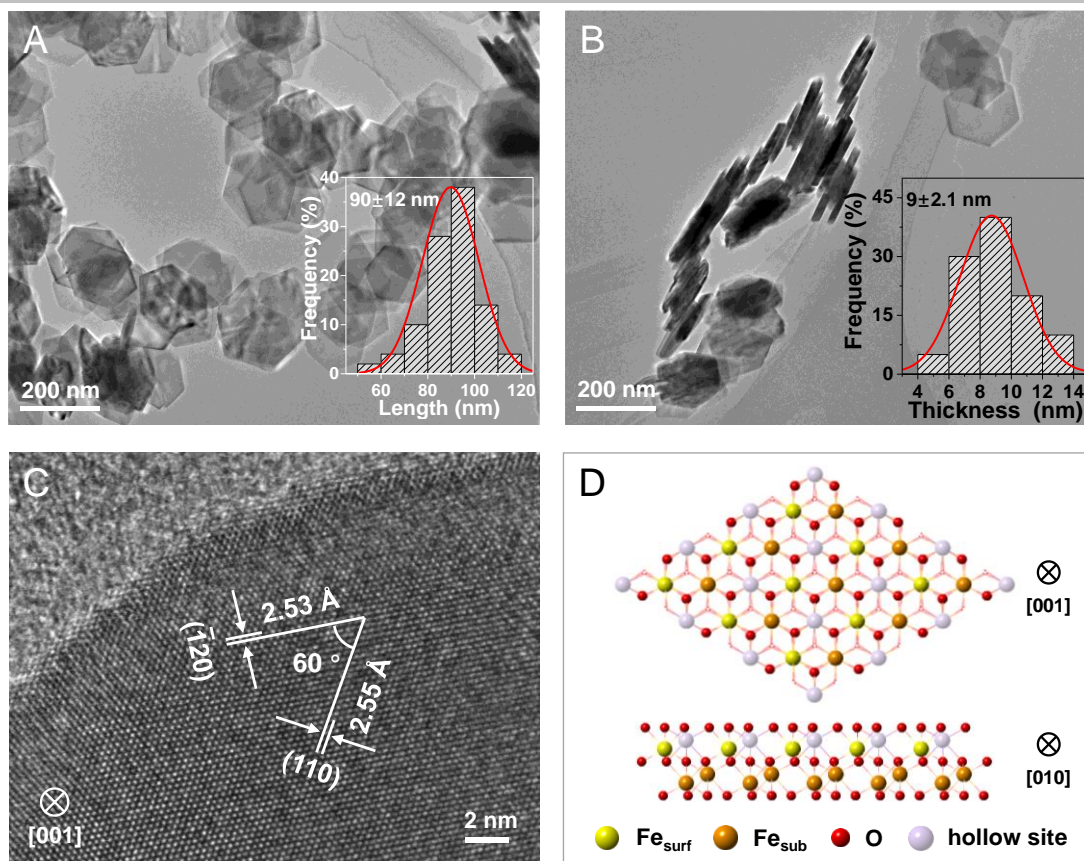 A
90±12 nm
Frequency (%)
40
30
20
10
0
60 80 100 120
Length (nm)
200 nm
B
9±2.1 nm
Frequency (%)
45
30
15
0
4 6 8 10 12 14
Thickness (nm)
200 nm
C
2.53 Å
(1̄20)
60 °
2.55 Å
(110)
[001]
2 nm
D
[001]
[010]
Fesurf Fesub O hollow site